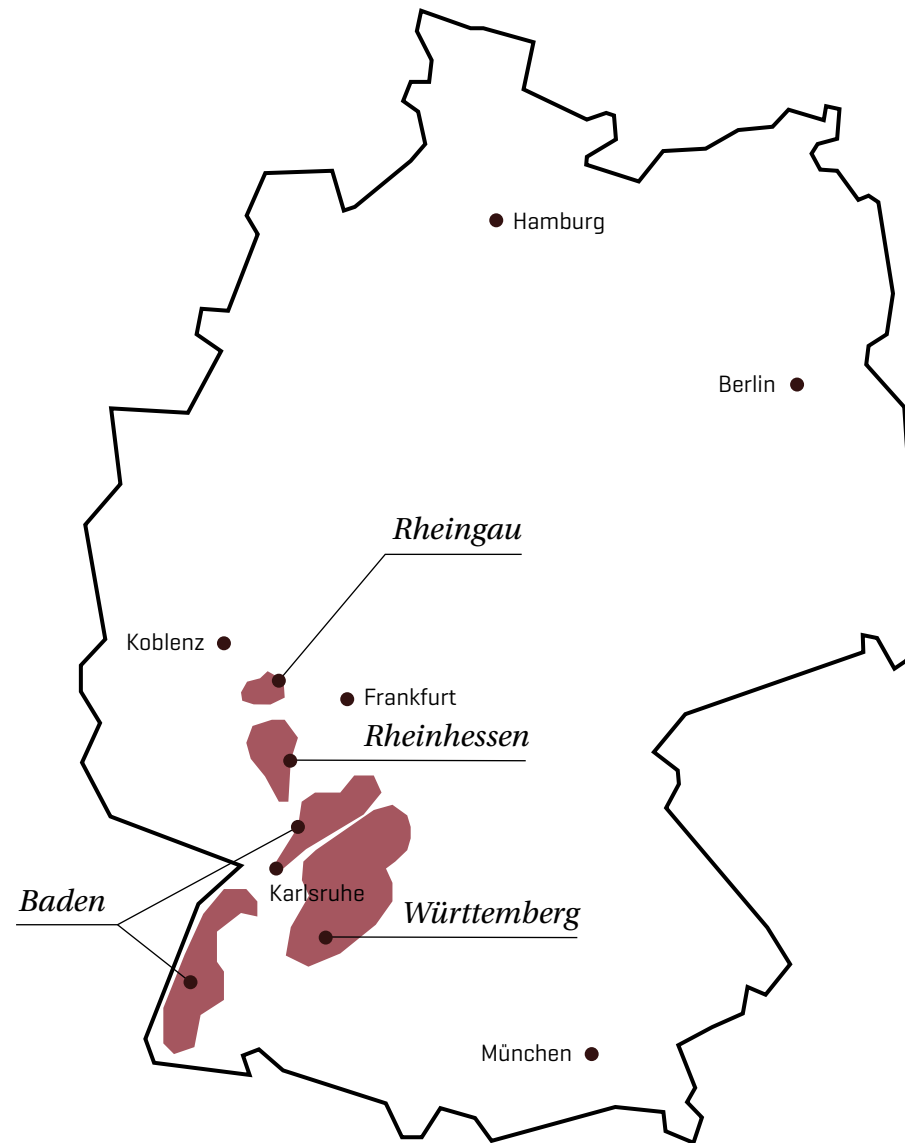 Hamburg
Berlin
Rheingau
Koblenz
Frankfurt
Rheinhessen
Karlsruhe
Baden
Württemberg
München